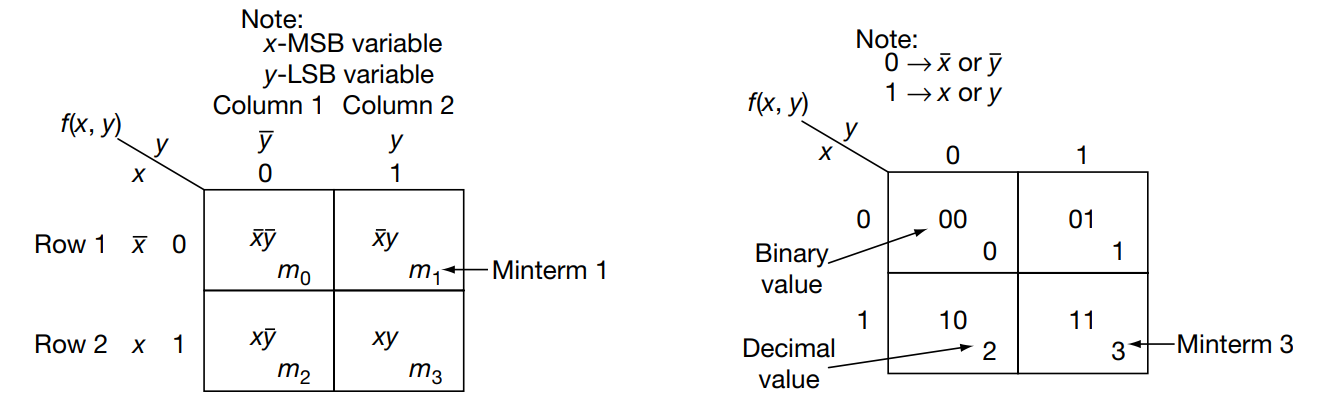 Note:
x-MSB variable
y-LSB variable
Column 1 Column 2
f(x, y)
y
x
y̅ y
0 1
Row 1 x̅ 0
x̅y̅ x̅y
m₀ m₁
Minterm 1
Row 2 x 1
xy̅ xy
m₂ m₃
Note:
0 → x̅ or y̅
1 → x or y
f(x, y)
y
x
0 1
0
00 01
0 1
Binary
value
1
10 11
2 3
Decimal
value
Minterm 3